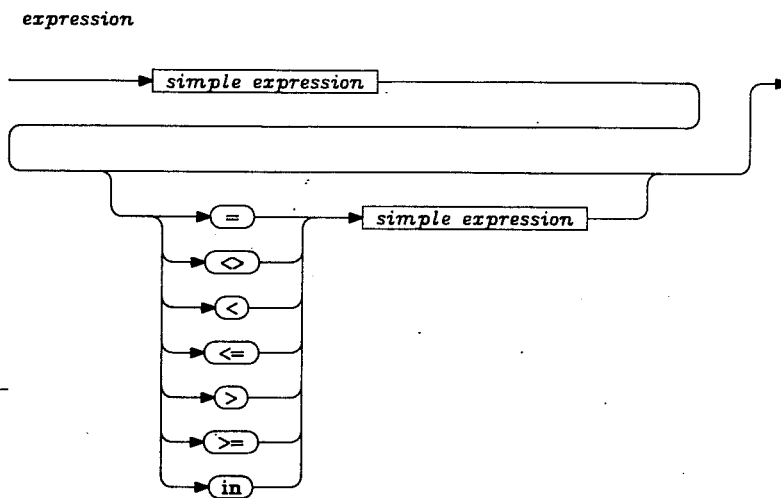 expression
simple expression
= simple expression
<>
<
<=
>
>=
in